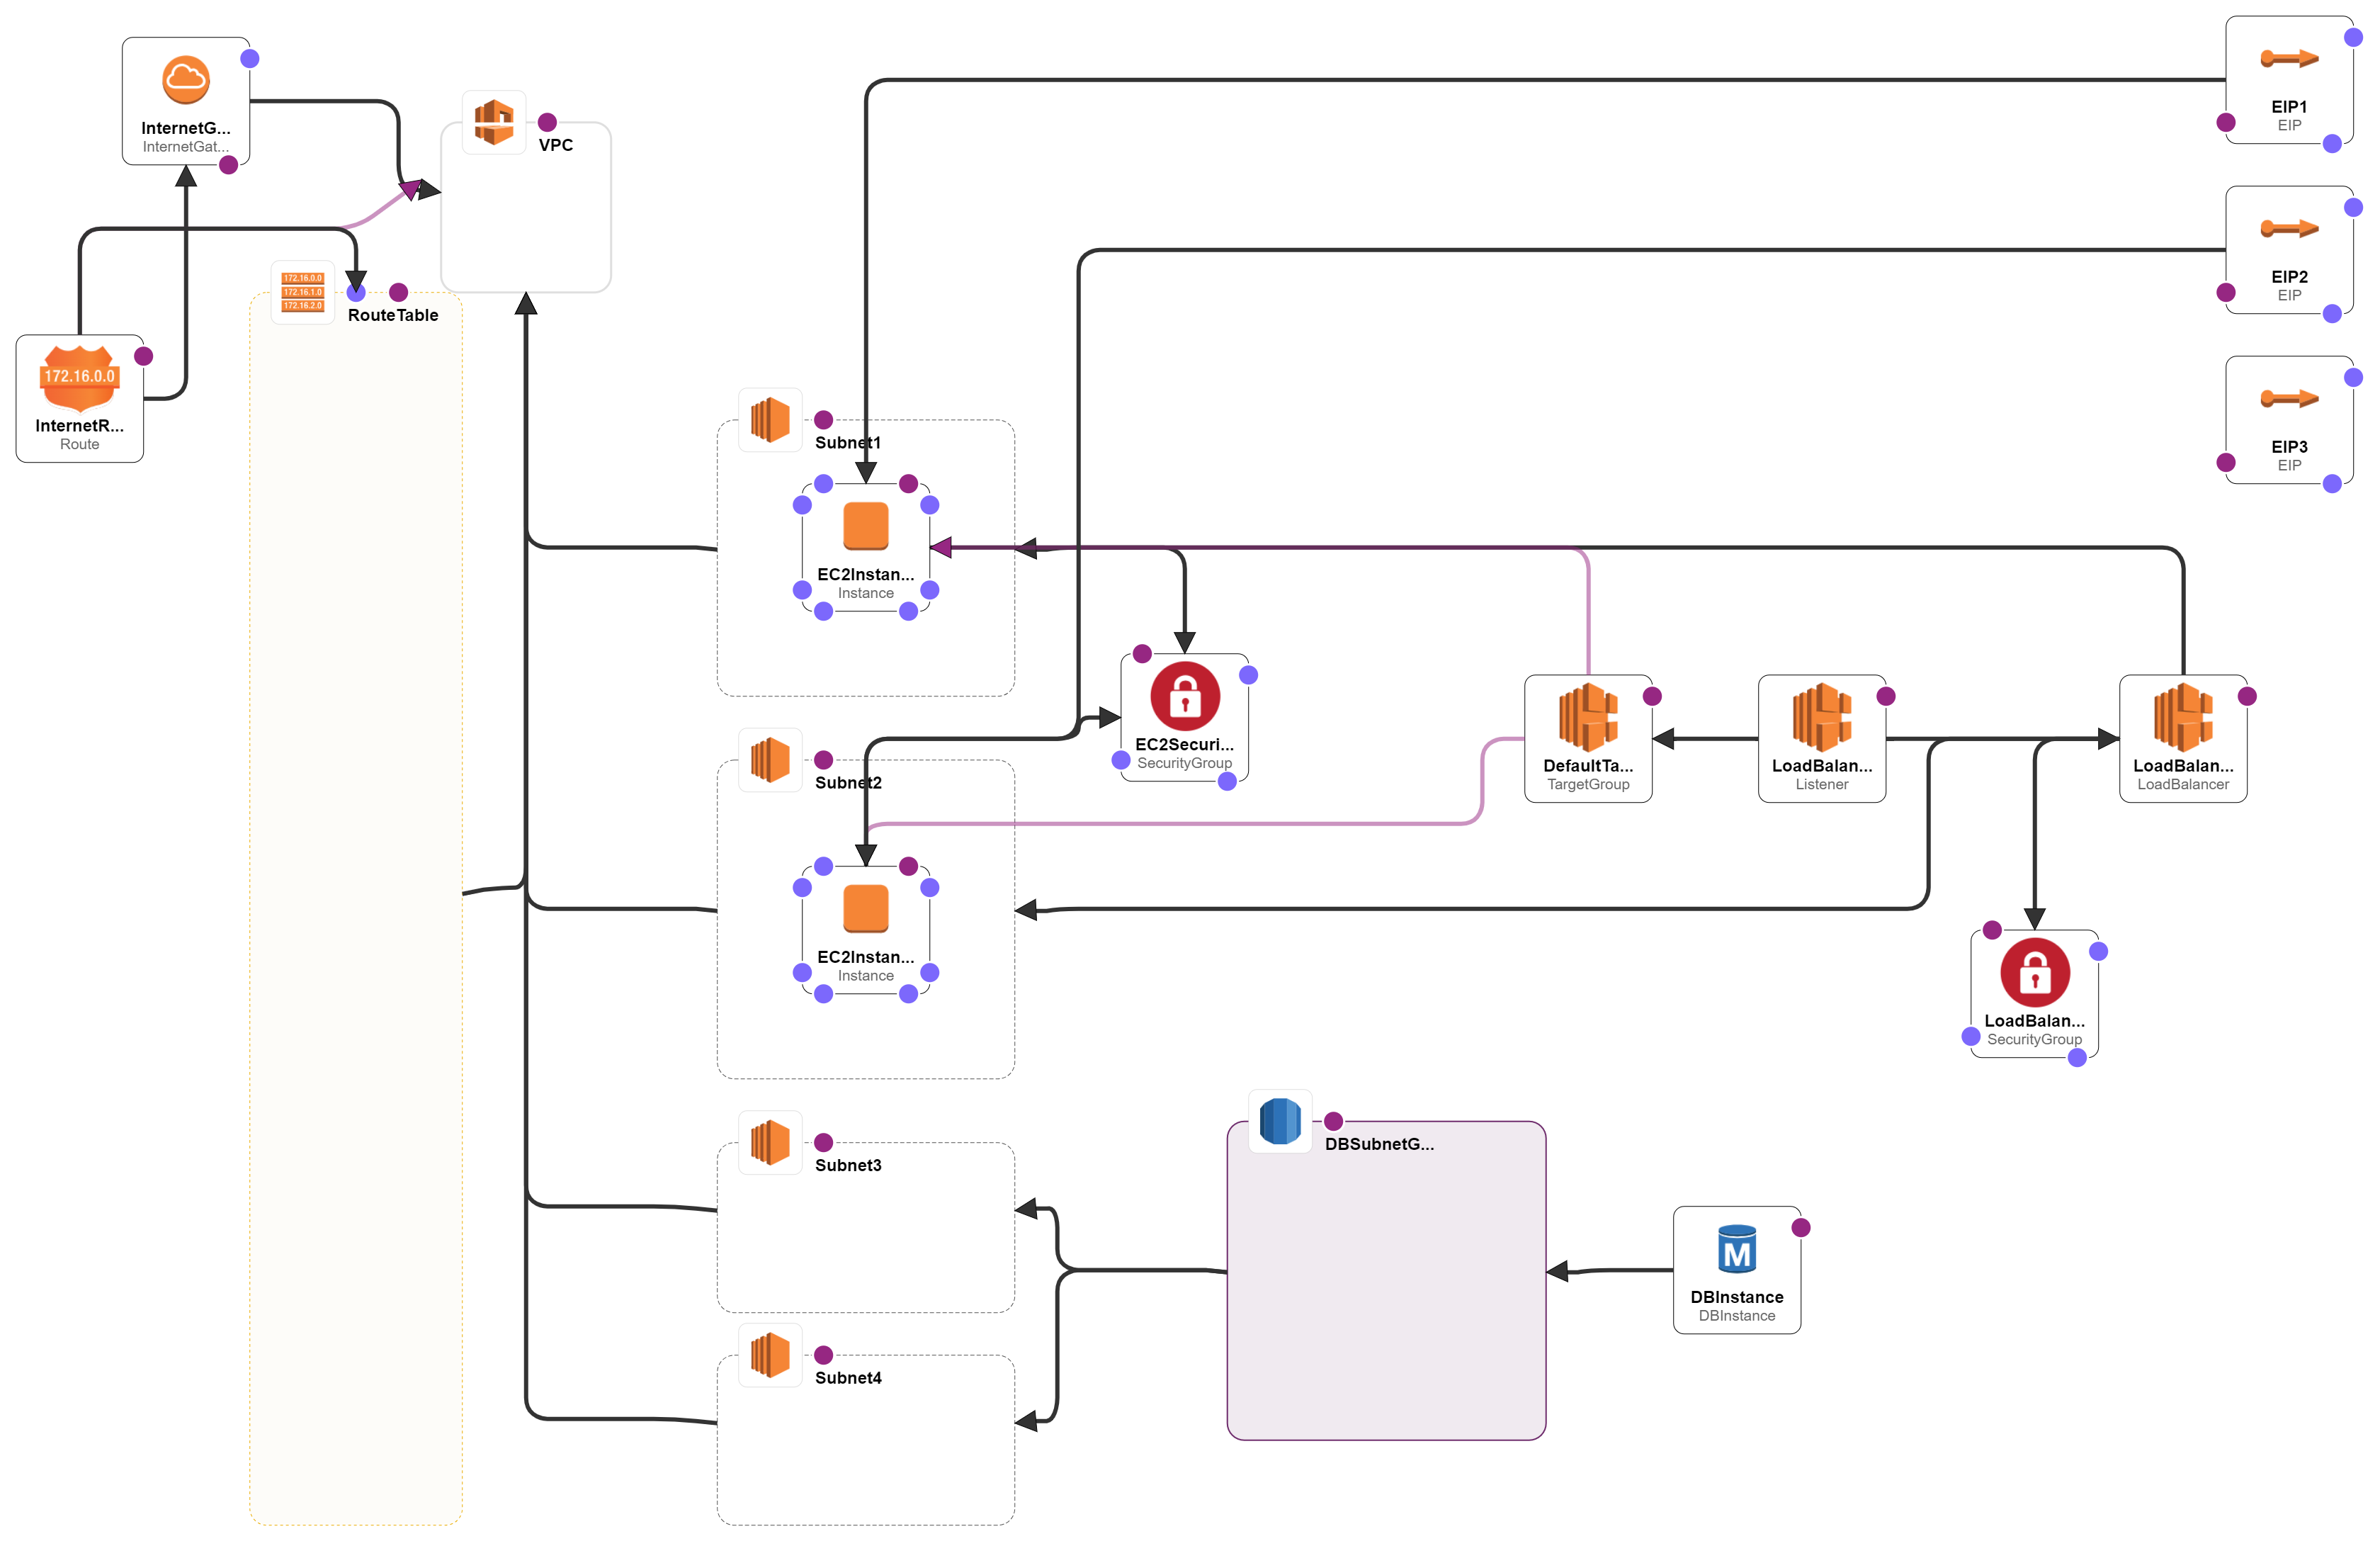 InternetG...
InternetGat...
VPC
EIP1
EIP
EIP2
EIP
172.16.0.0
172.16.1.0
172.16.2.0
RouteTable
172.16.0.0
InternetR...
Route
EIP3
EIP
Subnet1
EC2Instan...
Instance
EC2Securi...
SecurityGroup
DefaultTa...
TargetGroup
LoadBalan...
Listener
LoadBalan...
LoadBalancer
Subnet2
EC2Instan...
Instance
LoadBalan...
SecurityGroup
Subnet3
DBSubnetG...
M
DBInstance
DBInstance
Subnet4